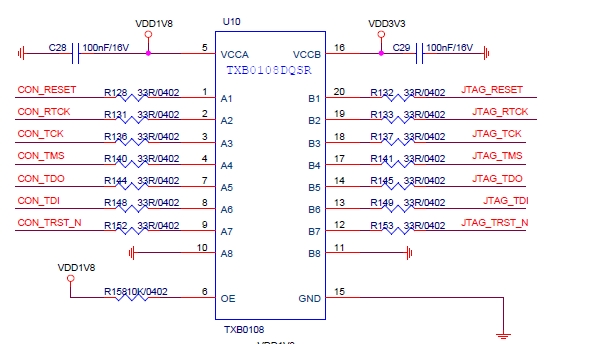 U10
VDD1V8
VDD3V3
C28 100nF/16V 5 VCCA VCCB 16 C29 100nF/16V
TXB0108DQSR
CON_RESET R128 33R/0402 1 A1 B1 20 R132 33R/0402 JTAG_RESET
CON_RTCK R131 33R/0402 2 A2 B2 19 R133 33R/0402 JTAG_RTCK
CON_TCK R136 33R/0402 3 A3 B3 18 R137 33R/0402 JTAG_TCK
CON_TMS R140 33R/0402 4 A4 B4 17 R141 33R/0402 JTAG_TMS
CON_TDO R144 33R/0402 7 A5 B5 14 R145 33R/0402 JTAG_TDO
CON_TDI R148 33R/0402 8 A6 B6 13 R149 33R/0402 JTAG_TDI
CON_TRST_N R152 33R/0402 9 A7 B7 12 R153 33R/0402 JTAG_TRST_N
10 A8 B8 11
VDD1V8
R158 10K/0402 6 OE GND 15
TXB0108